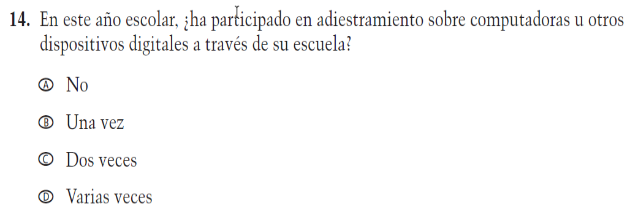 14. En este año escolar, ¿ha participado en adiestramiento sobre computadoras u otros
dispositivos digitales a través de su escuela?
Ⓐ No
Ⓑ Una vez
Ⓒ Dos veces
Ⓓ Varias veces